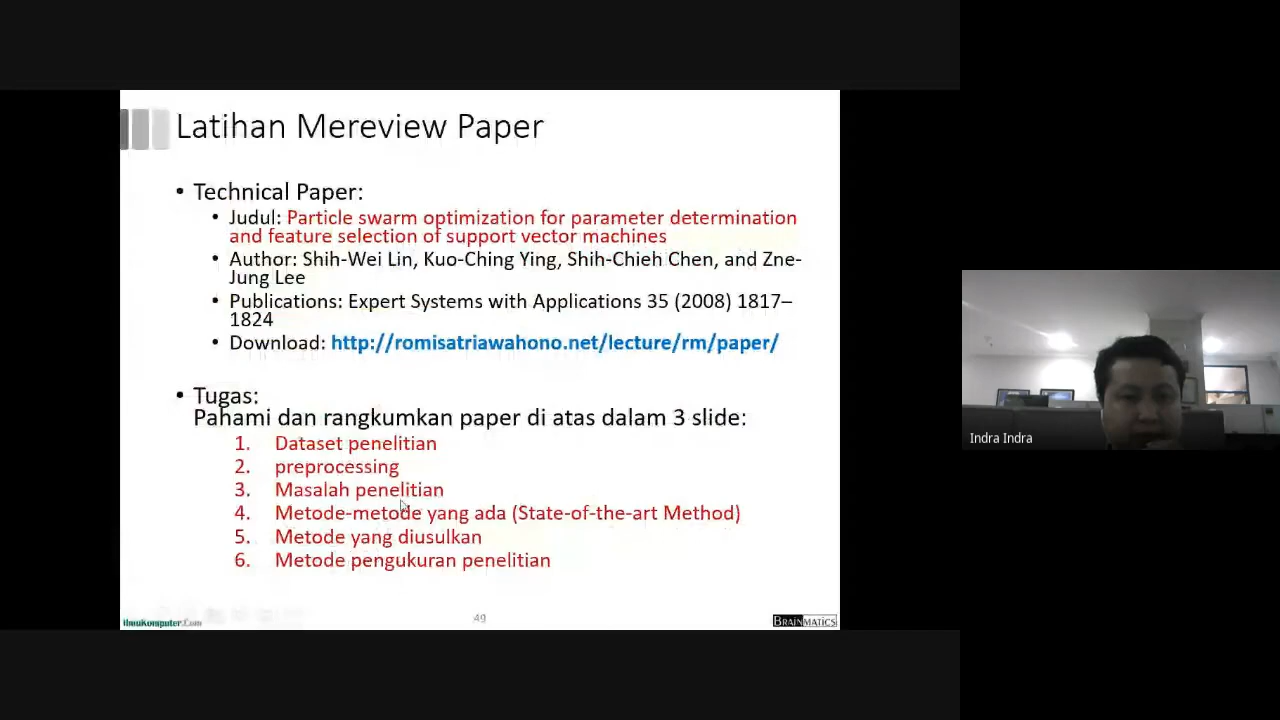 Latihan Mereview Paper
• Technical Paper:
• Judul: Particle swarm optimization for parameter determination
and feature selection of support vector machines
• Author: Shih-Wei Lin, Kuo-Ching Ying, Shih-Chieh Chen, and Zne-
Jung Lee
• Publications: Expert Systems with Applications 35 (2008) 1817–
1824
• Download: http://romisatriawahono.net/lecture/rm/paper/
• Tugas:
Pahami dan rangkumkan paper di atas dalam 3 slide:
1. Dataset penelitian
2. preprocessing
3. Masalah penelitian
4. Metode-metode yang ada (State-of-the-art Method)
5. Metode yang diusulkan
6. Metode pengukuran penelitian
IlmuKomputer.Com
49
BRAINMATICS
Indra Indra